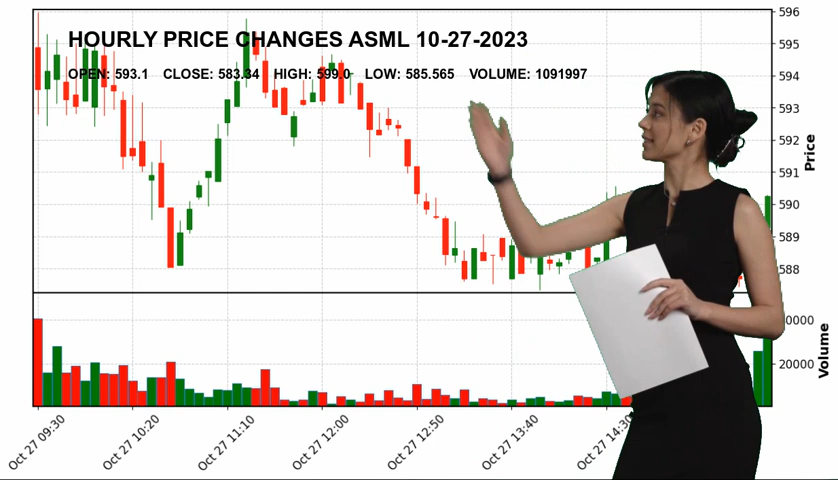 HOURLY PRICE CHANGES ASML 10-27-2023
OPEN: 593.1 CLOSE: 583.34 HIGH: 599.0 LOW: 585.565 VOLUME: 1091997
596
595
594
593
592
591
590
589
588
Price
0000
20000
Volume
Oct 27 09:30
Oct 27 10:20
Oct 27 11:10
Oct 27 12:00
Oct 27 12:50
Oct 27 13:40
Oct 27 14:30